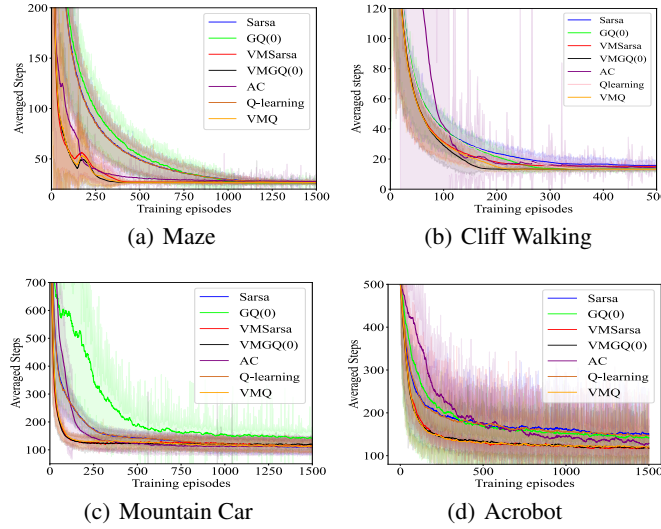 200
150
100
50
Averaged Steps
0 250 500 750 1000 1250 1500
Training episodes
Sarsa
GQ(0)
VMSarsa
VMGQ(0)
AC
Q-learning
VMQ
(a) Maze
120
100
80
60
40
20
0
Averaged steps
0 100 200 300 400 500
Training episodes
Sarsa
GQ(0)
VMSarsa
VMGQ(0)
AC
Qlearning
VMQ
(b) Cliff Walking
700
600
500
400
300
200
100
Averaged Steps
0 250 500 750 1000 1250 1500
Training episodes
Sarsa
GQ(0)
VMSarsa
VMGQ(0)
AC
Q-learning
VMQ
(c) Mountain Car
500
400
300
200
100
Averaged Steps
0 500 1000 1500
Training episodes
Sarsa
GQ(0)
VMSarsa
VMGQ(0)
AC
Q-learning
VMQ
(d) Acrobot